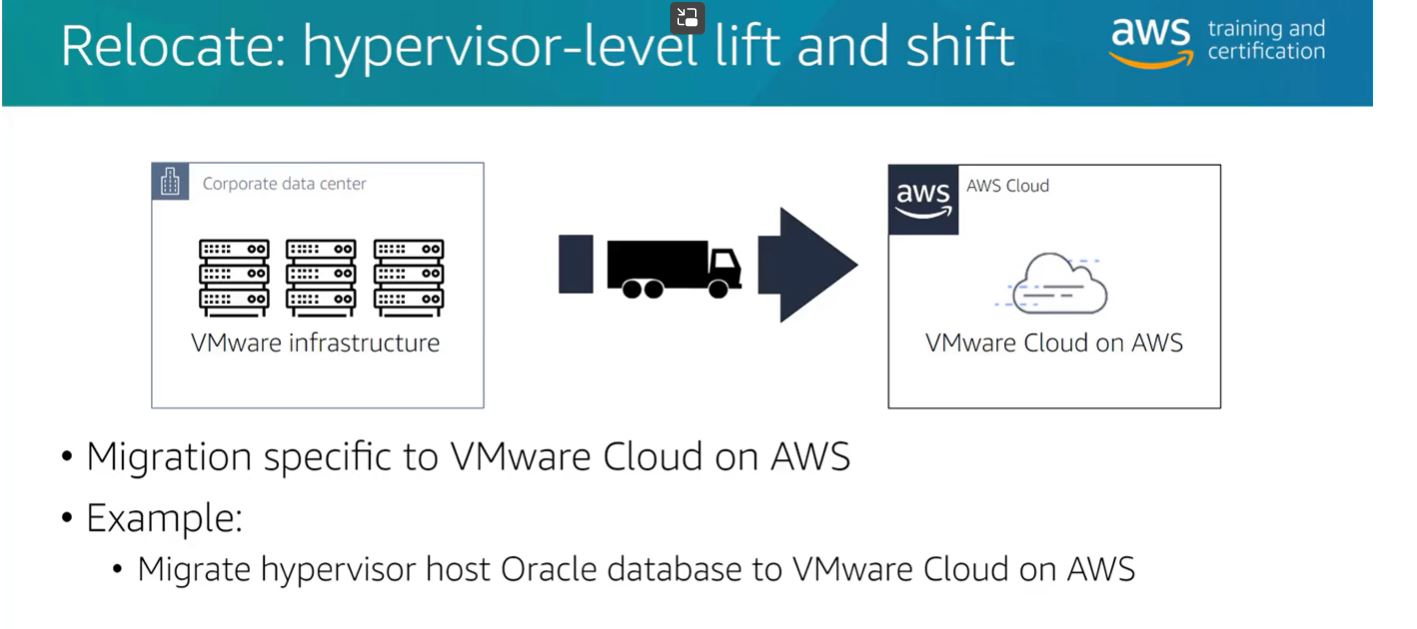 Relocate: hypervisor-level lift and shift
aws training and
certification
Corporate data center
VMware infrastructure
aws
AWS Cloud
VMware Cloud on AWS
• Migration specific to VMware Cloud on AWS
• Example:
• Migrate hypervisor host Oracle database to VMware Cloud on AWS